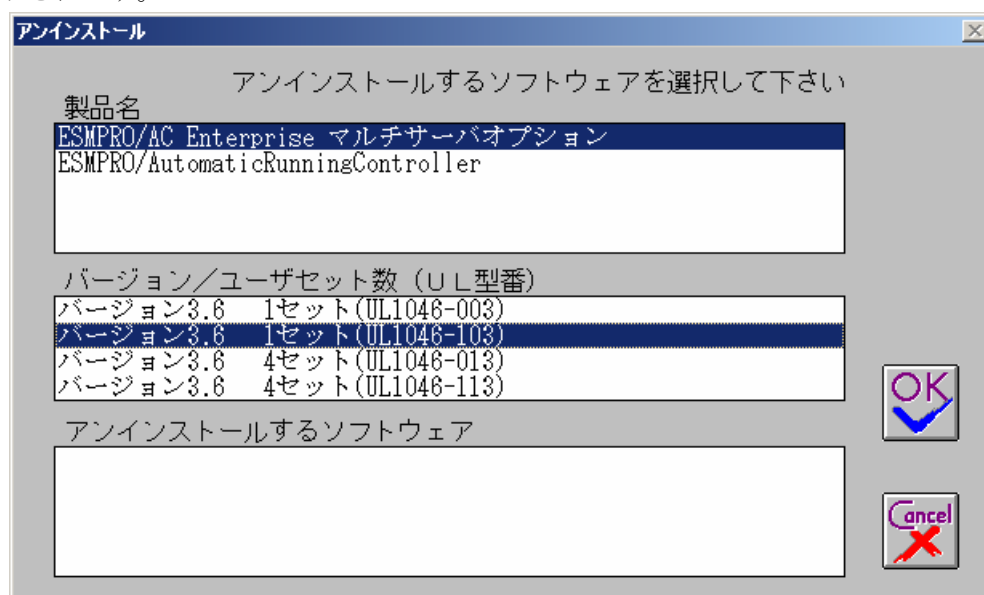 アンインストール
アンインストールするソフトウェアを選択して下さい
製品名
ESMPRO/AC Enterprise マルチサーバオプション
ESMPRO/AutomaticRunningController
バージョン／ユーザセット数（ＵＬ型番）
バージョン3.6 1セット(UL1046-003)
バージョン3.6 1セット(UL1046-103)
バージョン3.6 4セット(UL1046-013)
バージョン3.6 4セット(UL1046-113)
OK
アンインストールするソフトウェア
Cancel